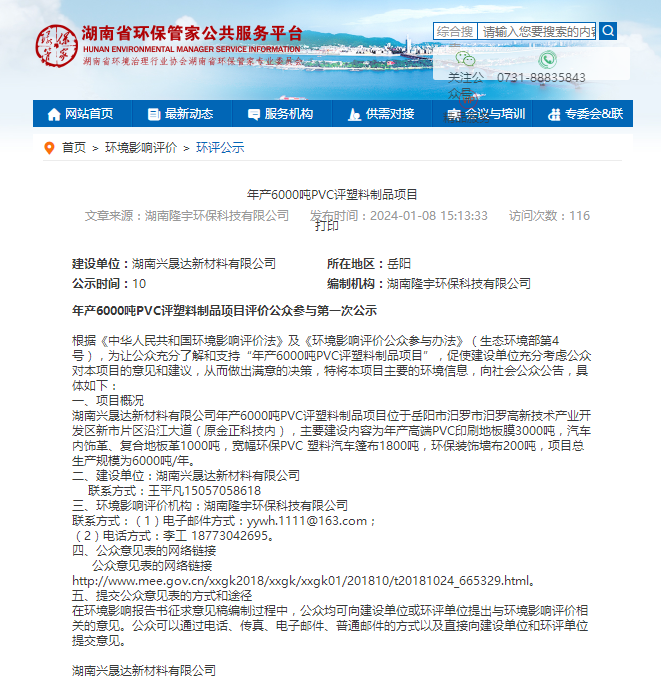 湖南省环保管家公共服务平台
HUNAN ENVIRONMENTAL MANAGER SERVICE INFORMATION
湖南省环境治理行业协会湖南省环保管家专业委员会
综合搜 请输入您要搜索的内容
关注公众号 0731-88835843
网站首页 最新动态 服务机构 供需对接 会议与培训 专委会&联
首页 > 环境影响评价 > 环评公示
年产6000吨PVC评塑料制品项目
文章来源：湖南隆宇环保科技有限公司 发布时间：2024-01-08 15:13:33 访问次数：116
打印
建设单位：湖南兴晟达新材料有限公司 所在地区：岳阳
公示时间：10 编制机构：湖南隆宇环保科技有限公司
年产6000吨PVC评塑料制品项目评价公众参与第一次公示
根据《中华人民共和国环境影响评价法》及《环境影响评价公众参与办法》（生态环境部第4
号），为让公众充分了解和支持“年产6000吨PVC评塑料制品项目”，促使建设单位充分考虑公众
对本项目的意见和建议，从而做出满意的决策，特将本项目主要的环境信息，向社会公众公告，具
体如下：
一、项目概况
湖南兴晟达新材料有限公司年产6000吨PVC评塑料制品项目位于岳阳市汨罗市汨罗高新技术产业开
发区新市片区沿江大道（原金正科技内），主要建设内容为年产高端PVC印刷地板膜3000吨，汽车
内饰革、复合地板革1000吨，宽幅环保PVC 塑料汽车篷布1800吨，环保装饰墙布200吨，项目总
生产规模为6000吨/年。
二、建设单位：湖南兴晟达新材料有限公司
联系方式：王平凡15057058618
三、环境影响评价机构：湖南隆宇环保科技有限公司
联系方式：（1）电子邮件方式：yywh.1111@163.com；
（2）电话方式：李工 18773042695。
四、公众意见表的网络链接
公众意见表的网络链接
http://www.mee.gov.cn/xxgk2018/xxgk/xxgk01/201810/t20181024_665329.html。
五、提交公众意见表的方式和途径
在环境影响报告书征求意见稿编制过程中，公众均可向建设单位或环评单位提出与环境影响评价相
关的意见。公众可以通过电话、传真、电子邮件、普通邮件的方式以及直接向建设单位和环评单位
提交意见。
湖南兴晟达新材料有限公司